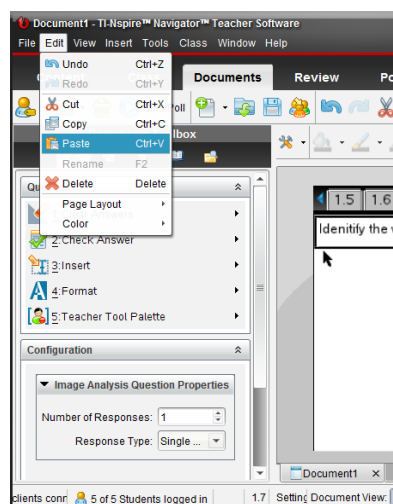 Document1 - TI-Nspire™ Navigator™ Teacher Software
File Edit View Insert Tools Class Window Help
Documents Review
Undo Ctrl+Z
Redo Ctrl+Y
Cut Ctrl+X
Copy Ctrl+C
Paste Ctrl+V
Rename F2
Delete Delete
Page Layout
Color
1.5 1.6
Idenitify the
2:Check Answer
3:Insert
4:Format
5:Teacher Tool Palette
Configuration
Image Analysis Question Properties
Number of Responses: 1
Response Type: Single ...
Document1 x
clients conr 5 of 5 Students logged in 1.7 Setting Document View: